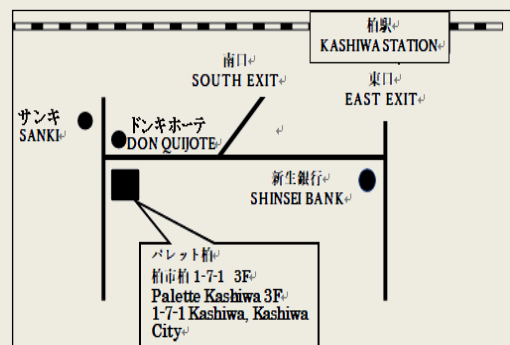 柏駅
KASHIWA STATION
南口
SOUTH EXIT
東口
EAST EXIT
サンキ
SANKI
ドンキホーテ
DON QUIJOTE
新生銀行
SHINSEI BANK
パレット柏
柏市柏 1-7-1 3F
Palette Kashiwa 3F
1-7-1 Kashiwa, Kashiwa
City